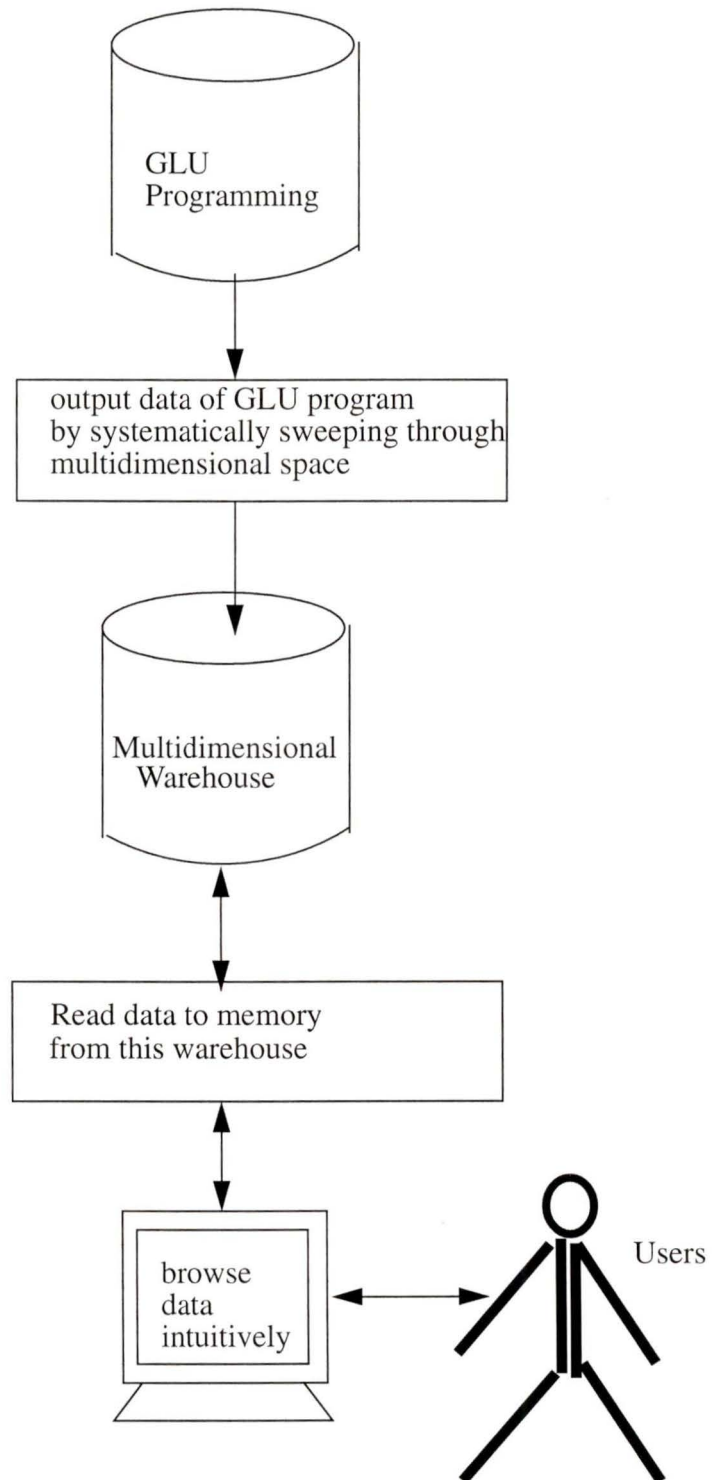 GLU
Programming
output data of GLU program
by systematically sweeping through
multidimensional space
Multidimensional
Warehouse
Read data to memory
from this warehouse
browse
data
intuitively
Users